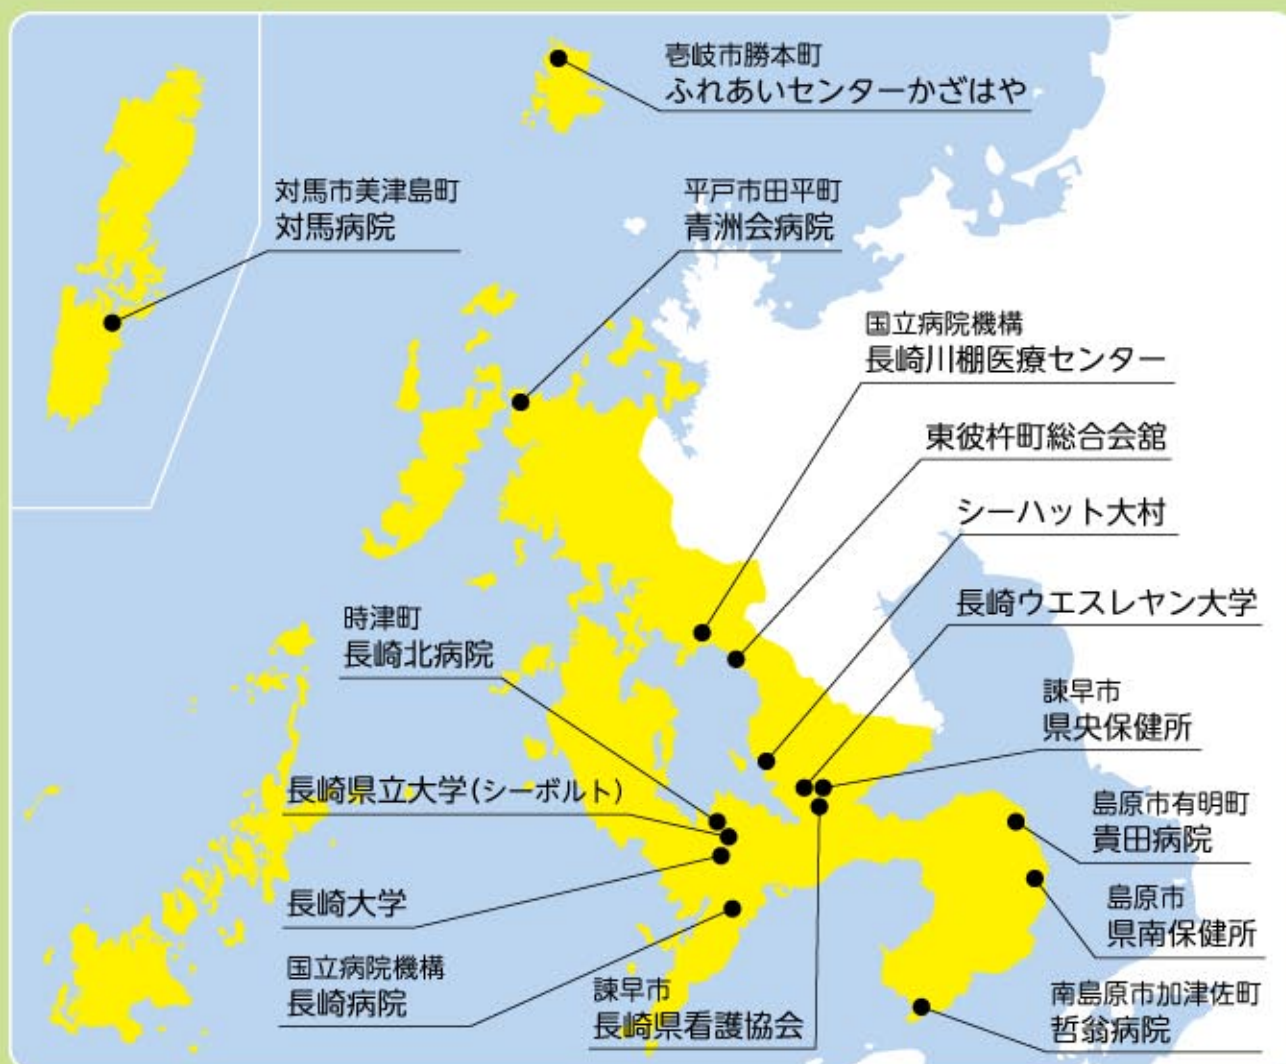 壱岐市勝本町
ふれあいセンターかざはや
対馬市美津島町
対馬病院
平戸市田平町
青洲会病院
国立病院機構
長崎川棚医療センター
東彼杵町総合会舘
シーハット大村
長崎ウエスレヤン大学
時津町
長崎北病院
諫早市
県央保健所
長崎県立大学(シーボルト)
島原市有明町
貴田病院
長崎大学
島原市
県南保健所
国立病院機構
長崎病院
諫早市
長崎県看護協会
南島原市加津佐町
哲翁病院